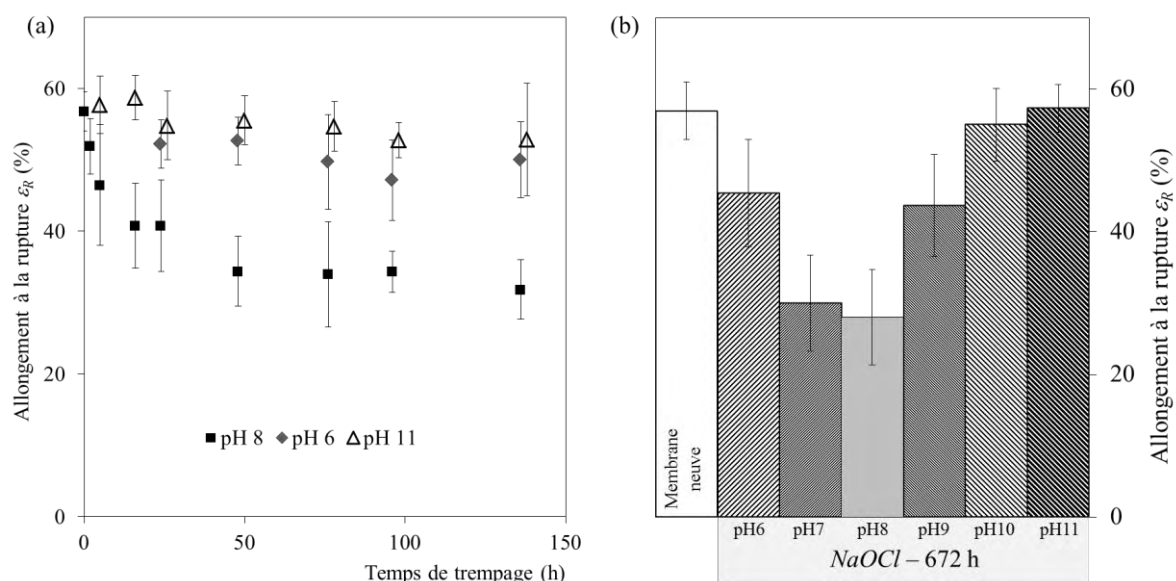 (a)
Allongement à la rupture εR (%)
60
40
20
0
pH 8 pH 6 pH 11
0 50 100 150
Temps de trempage (h)
(b)
Membrane
neuve
pH6 pH7 pH8 pH9 pH10 pH11
NaOCl – 672 h
60
40
20
0
Allongement à la rupture εR (%)